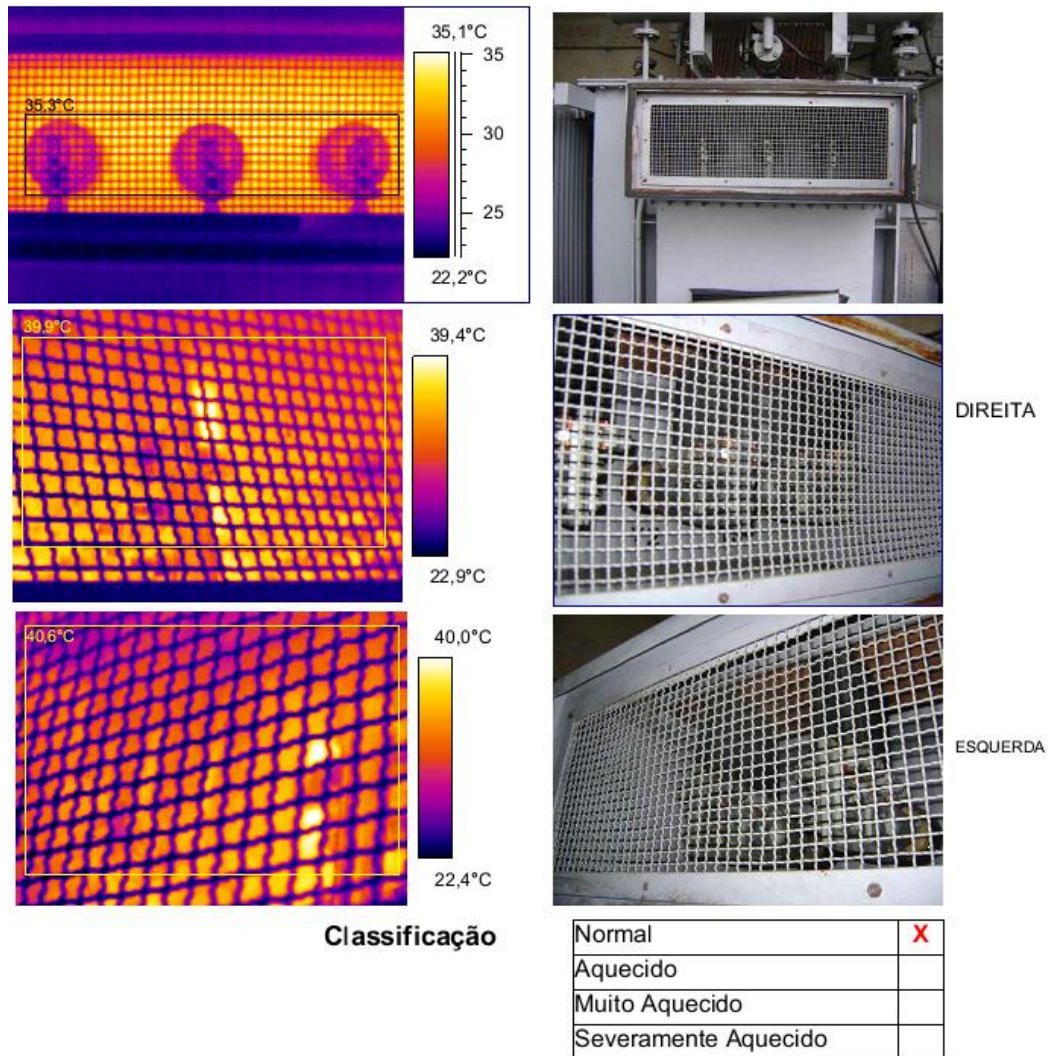 35,1°C
35
35,3°C
30
25
22,2°C
39,9°C
39,4°C
DIREITA
22,9°C
40,6°C
40,0°C
ESQUERDA
22,4°C
Classificação
Normal X
Aquecido
Muito Aquecido
Severamente Aquecido